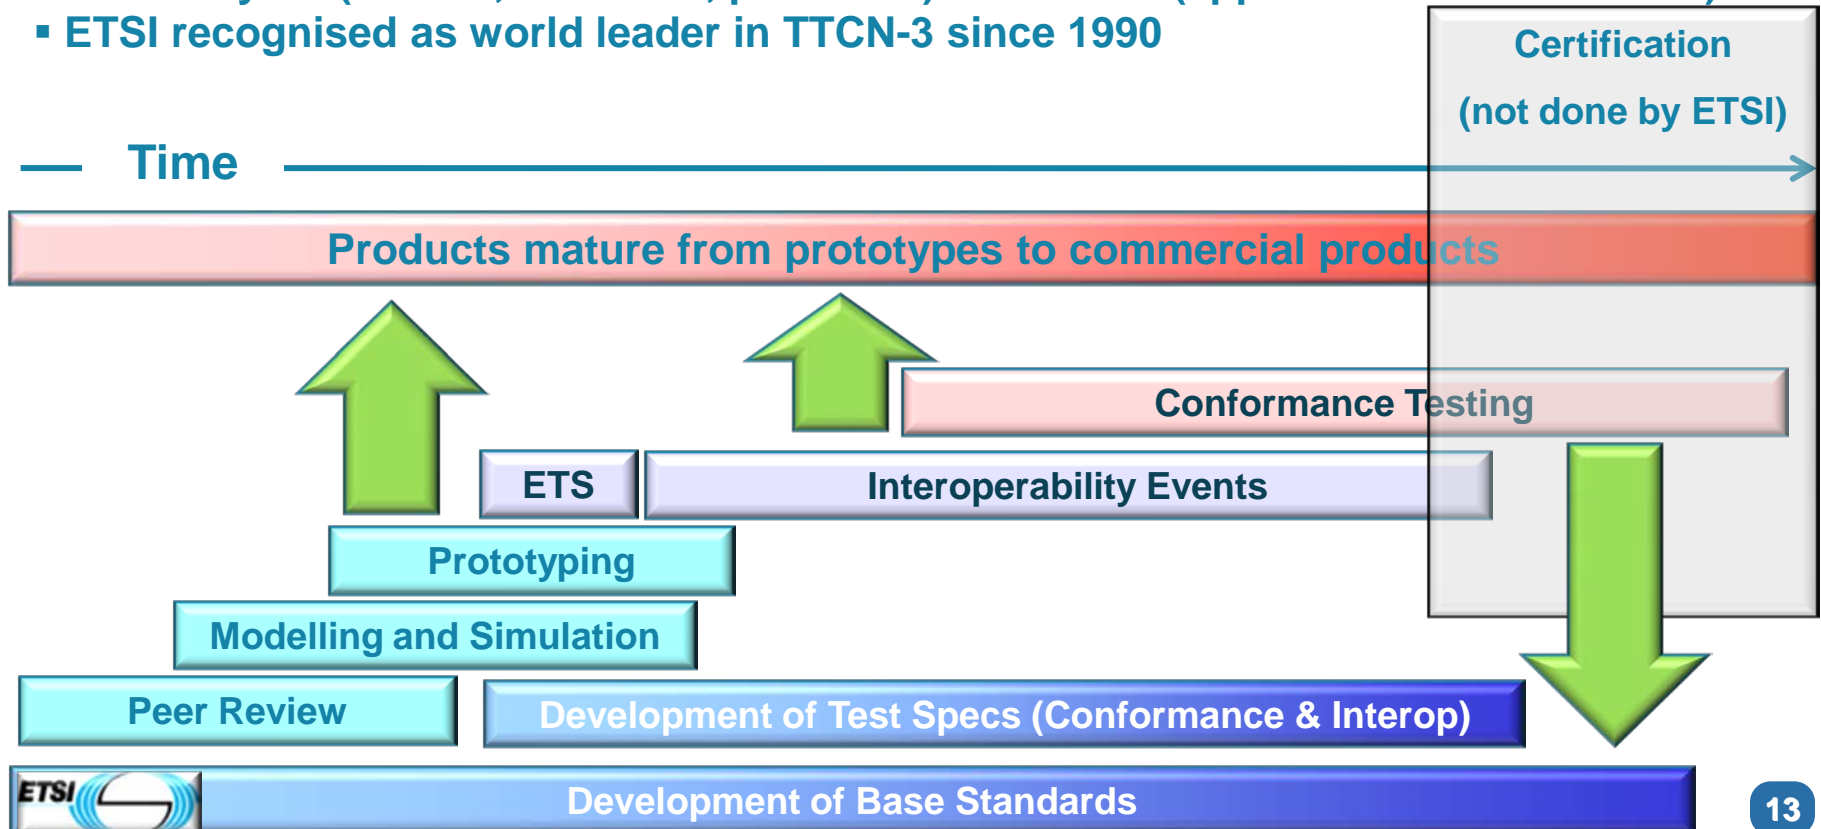 ▪ ETSI recognised as world leader in TTCN-3 since 1990
Certification
(not done by ETSI)
Time
Products mature from prototypes to commercial products
Conformance Testing
ETS
Interoperability Events
Prototyping
Modelling and Simulation
Peer Review
Development of Test Specs (Conformance & Interop)
ETSI
Development of Base Standards
13